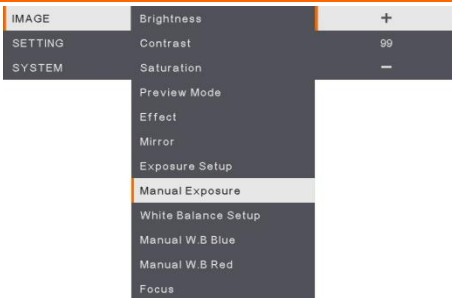 IMAGE
SETTING
SYSTEM
Brightness
Contrast
Saturation
Preview Mode
Effect
Mirror
Exposure Setup
Manual Exposure
White Balance Setup
Manual W.B Blue
Manual W.B Red
Focus
+
99
−